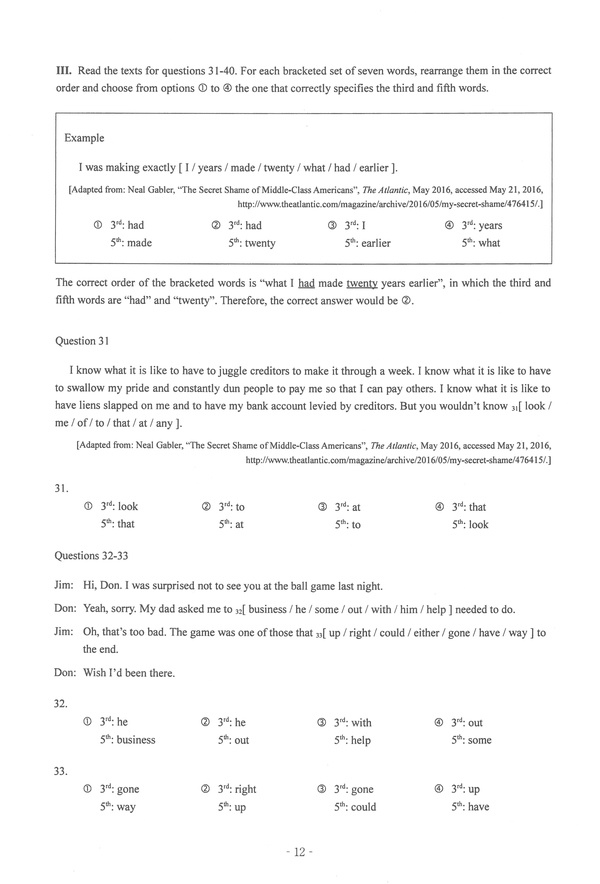 III. Read the texts for questions 31-40. For each bracketed set of seven words, rearrange them in the correct
order and choose from options ① to ④ the one that correctly specifies the third and fifth words.
Example
I was making exactly [ I / years / made / twenty / what / had / earlier ].
[Adapted from: Neal Gabler, “The Secret Shame of Middle-Class Americans”, The Atlantic, May 2016, accessed May 21, 2016,
http://www.theatlantic.com/magazine/archive/2016/05/my-secret-shame/476415/.]
① 3rd: had ② 3rd: had ③ 3rd: I ④ 3rd: years
5th: made 5th: twenty 5th: earlier 5th: what
The correct order of the bracketed words is “what I had made twenty years earlier”, in which the third and
fifth words are “had” and “twenty”. Therefore, the correct answer would be ②.
Question 31
I know what it is like to have to juggle creditors to make it through a week. I know what it is like to have
to swallow my pride and constantly dun people to pay me so that I can pay others. I know what it is like to
have liens slapped on me and to have my bank account levied by creditors. But you wouldn’t know 31[ look /
me / of / to / that / at / any ].
[Adapted from: Neal Gabler, “The Secret Shame of Middle-Class Americans”, The Atlantic, May 2016, accessed May 21, 2016,
http://www.theatlantic.com/magazine/archive/2016/05/my-secret-shame/476415/.]
31.
① 3rd: look ② 3rd: to ③ 3rd: at ④ 3rd: that
5th: that 5th: at 5th: to 5th: look
Questions 32-33
Jim: Hi, Don. I was surprised not to see you at the ball game last night.
Don: Yeah, sorry. My dad asked me to 32[ business / he / some / out / with / him / help ] needed to do.
Jim: Oh, that’s too bad. The game was one of those that 33[ up / right / could / either / gone / have / way ] to
the end.
Don: Wish I’d been there.
32.
① 3rd: he ② 3rd: he ③ 3rd: with ④ 3rd: out
5th: business 5th: out 5th: help 5th: some
33.
① 3rd: gone ② 3rd: right ③ 3rd: gone ④ 3rd: up
5th: way 5th: up 5th: could 5th: have
- 12 -